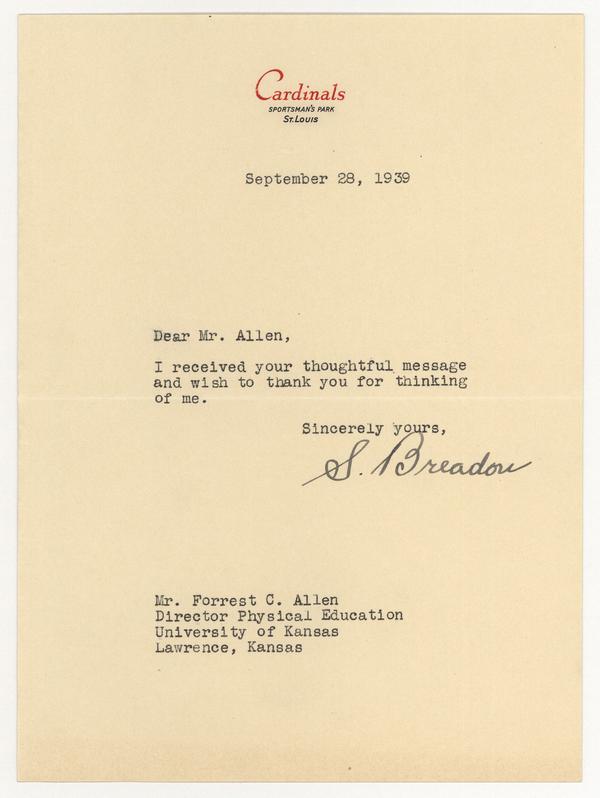 Cardinals
SPORTSMAN'S PARK
ST. LOUIS
September 28, 1939
Dear Mr. Allen,
I received your thoughtful message
and wish to thank you for thinking
of me.
Sincerely yours,
S. Breadon
Mr. Forrest C. Allen
Director Physical Education
University of Kansas
Lawrence, Kansas